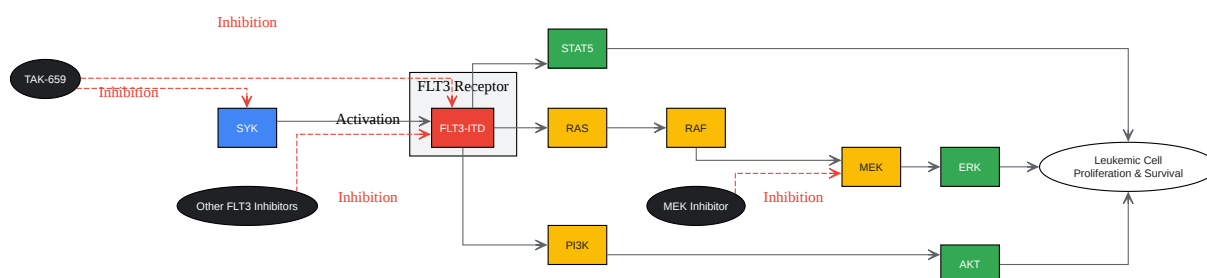 Inhibition
STAT5
TAK-659
FLT3 Receptor
Inhibition
SYK
Activation
FLT3-ITD
RAS
RAF
MEK
ERK
Leukemic Cell
Proliferation & Survival
Other FLT3 Inhibitors
Inhibition
MEK Inhibitor
Inhibition
PI3K
AKT